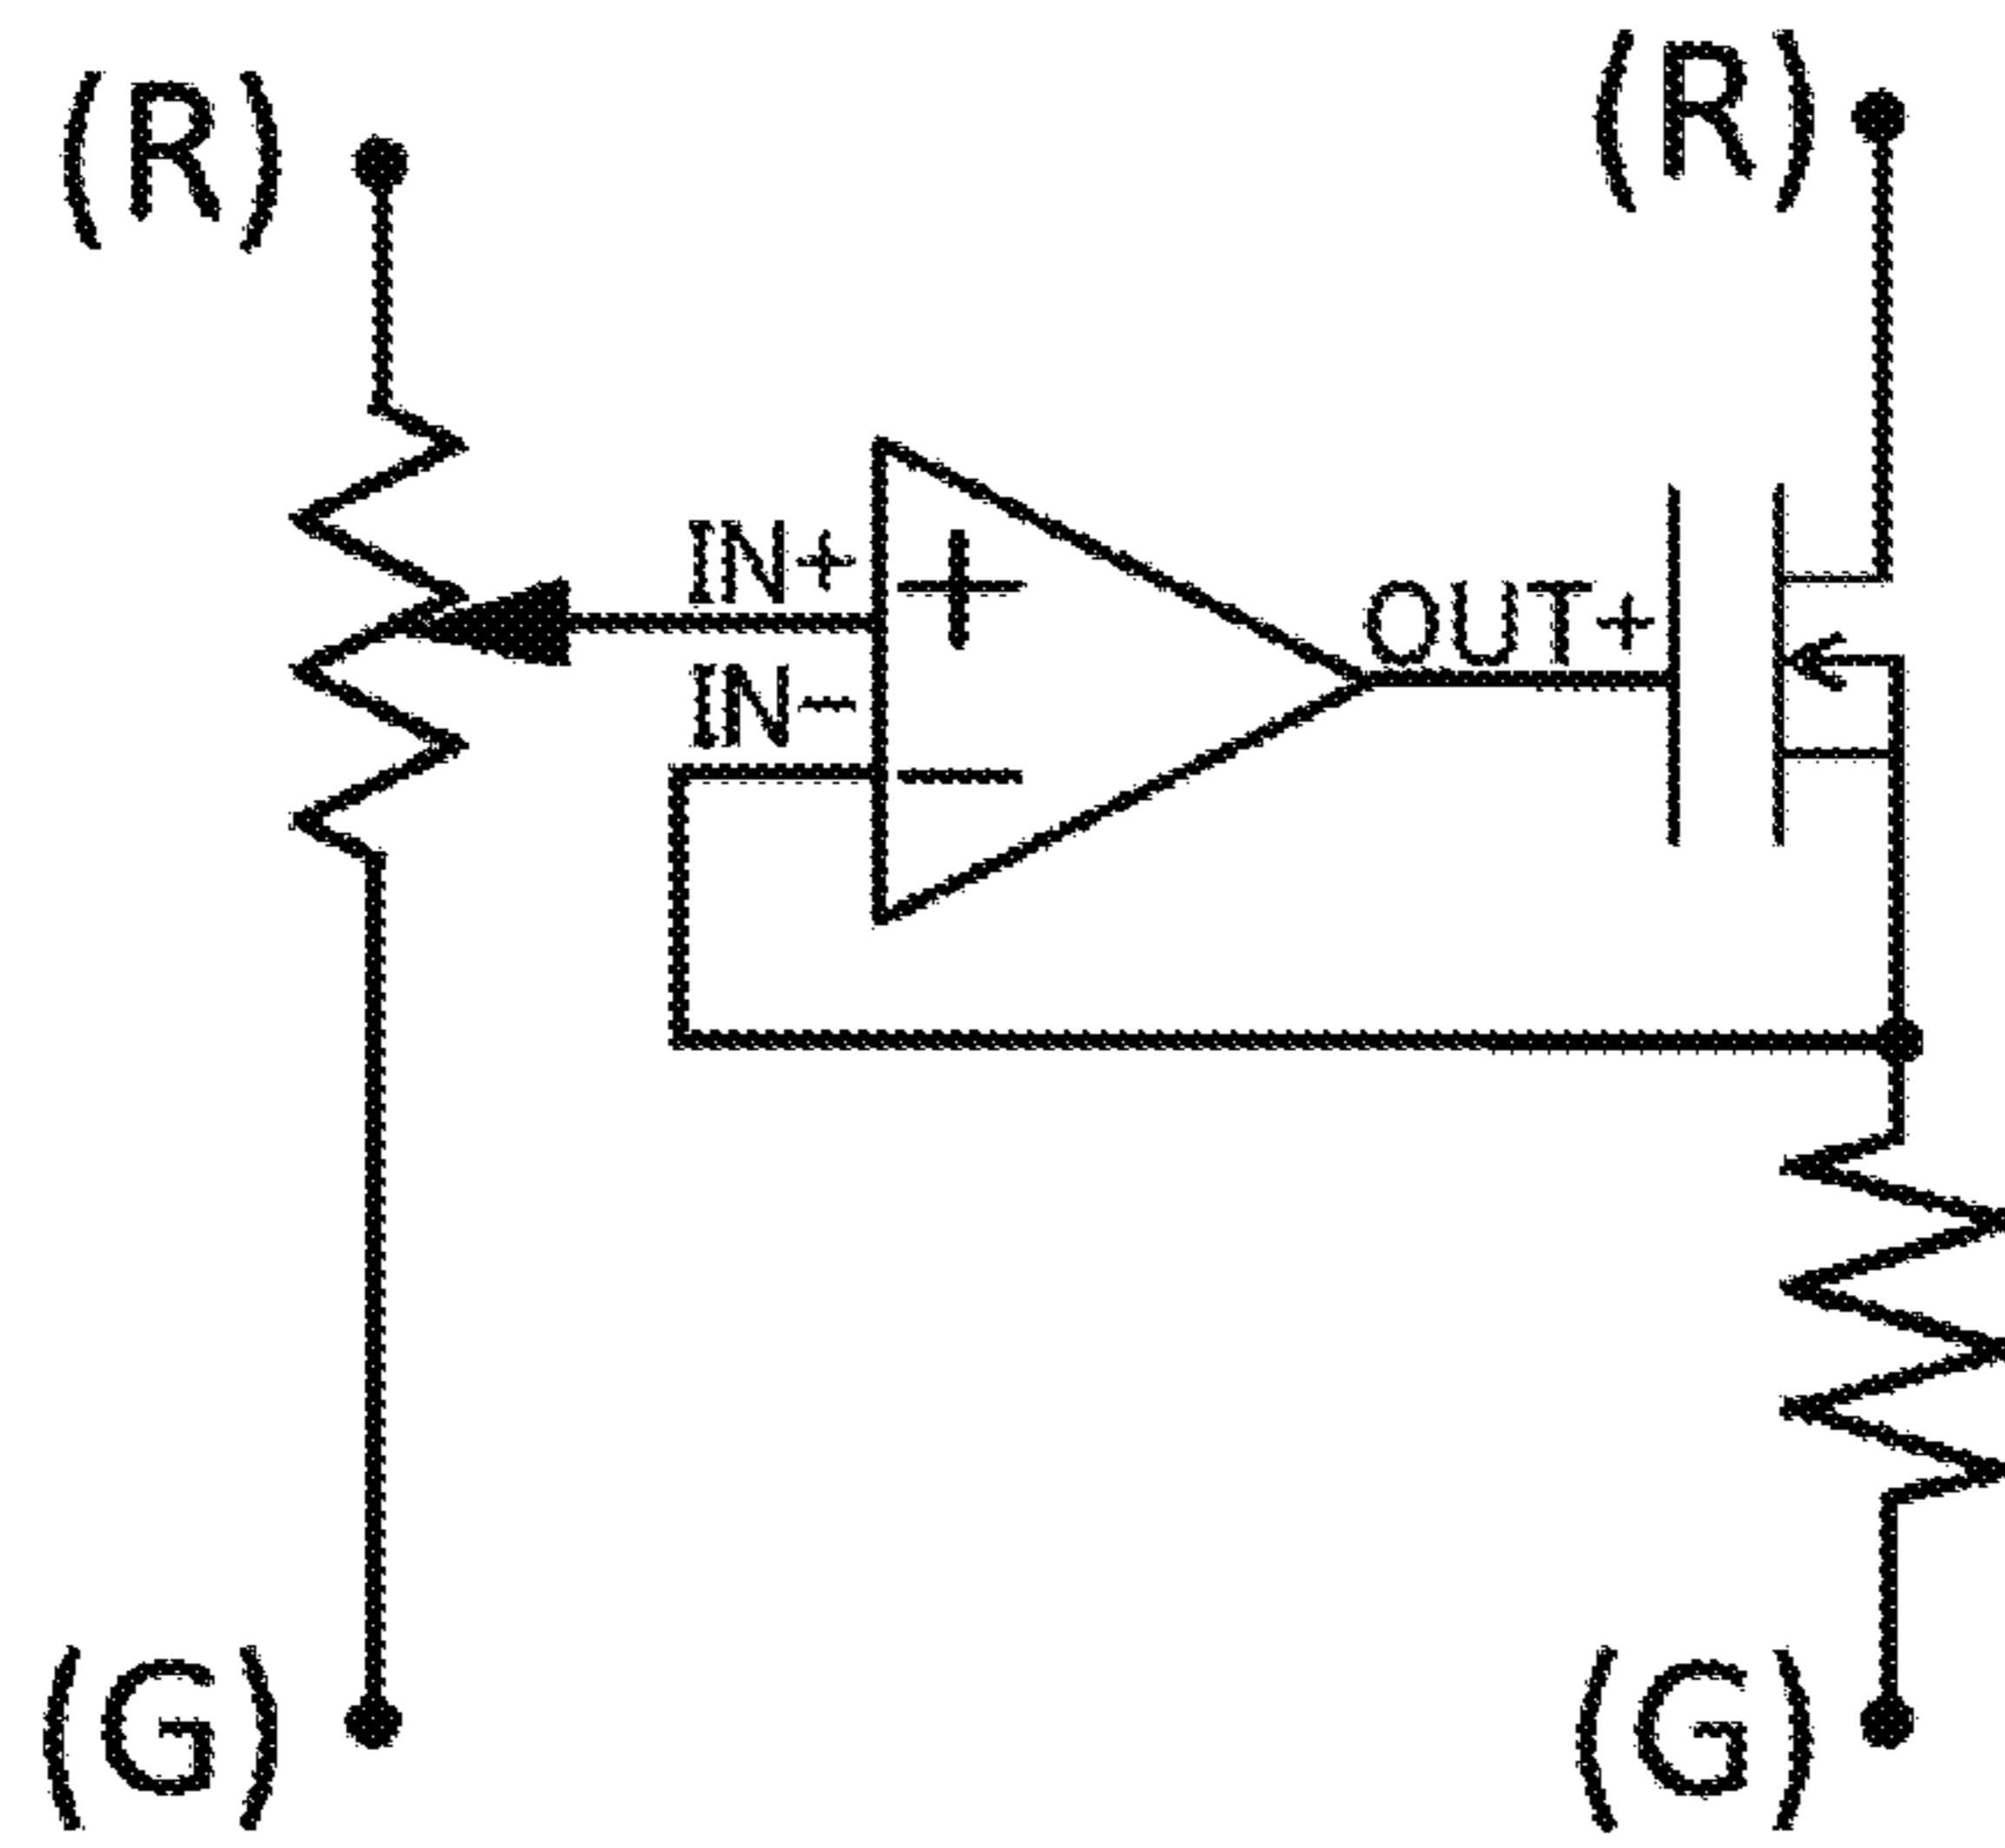 (R)
(R)
IN+
OUT+
IN-
(G)
(G)